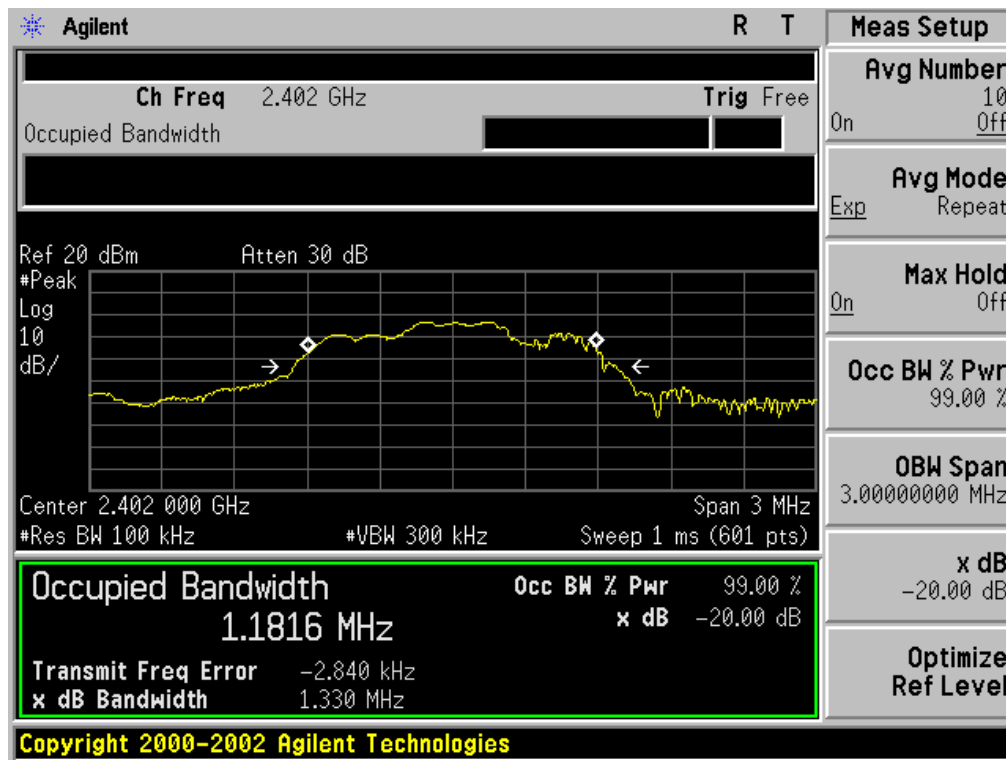 Agilent R T
Ch Freq 2.402 GHz Trig Free
Occupied Bandwidth
Ref 20 dBm Atten 30 dB
#Peak
Log
10
dB/
Center 2.402 000 GHz Span 3 MHz
#Res BW 100 kHz #VBW 300 kHz Sweep 1 ms (601 pts)
Occupied Bandwidth Occ BW % Pwr 99.00 %
1.1816 MHz x dB -20.00 dB
Transmit Freq Error -2.840 kHz
x dB Bandwidth 1.330 MHz
Copyright 2000-2002 Agilent Technologies
Meas Setup
Avg Number
10
On Off
Avg Mode
Exp Repeat
Max Hold
On Off
Occ BW % Pwr
99.00 %
OBW Span
3.00000000 MHz
x dB
-20.00 dB
Optimize
Ref Level